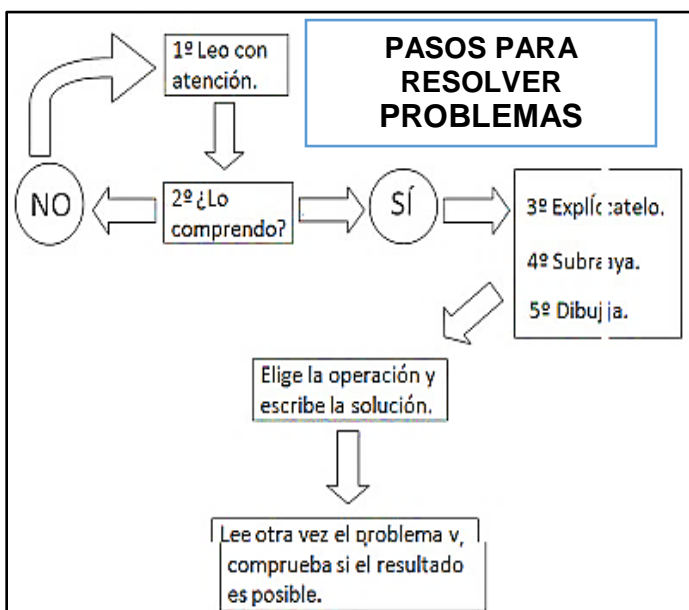 PASOS PARA
RESOLVER
PROBLEMAS
1º Leo con
atención.
NO
2º ¿Lo
comprendo?
SÍ
3º Explícatelo.
4º Subraya.
5º Dibuja.
Elige la operación y
escribe la solución.
Lee otra vez el problema y,
comprueba si el resultado
es posible.